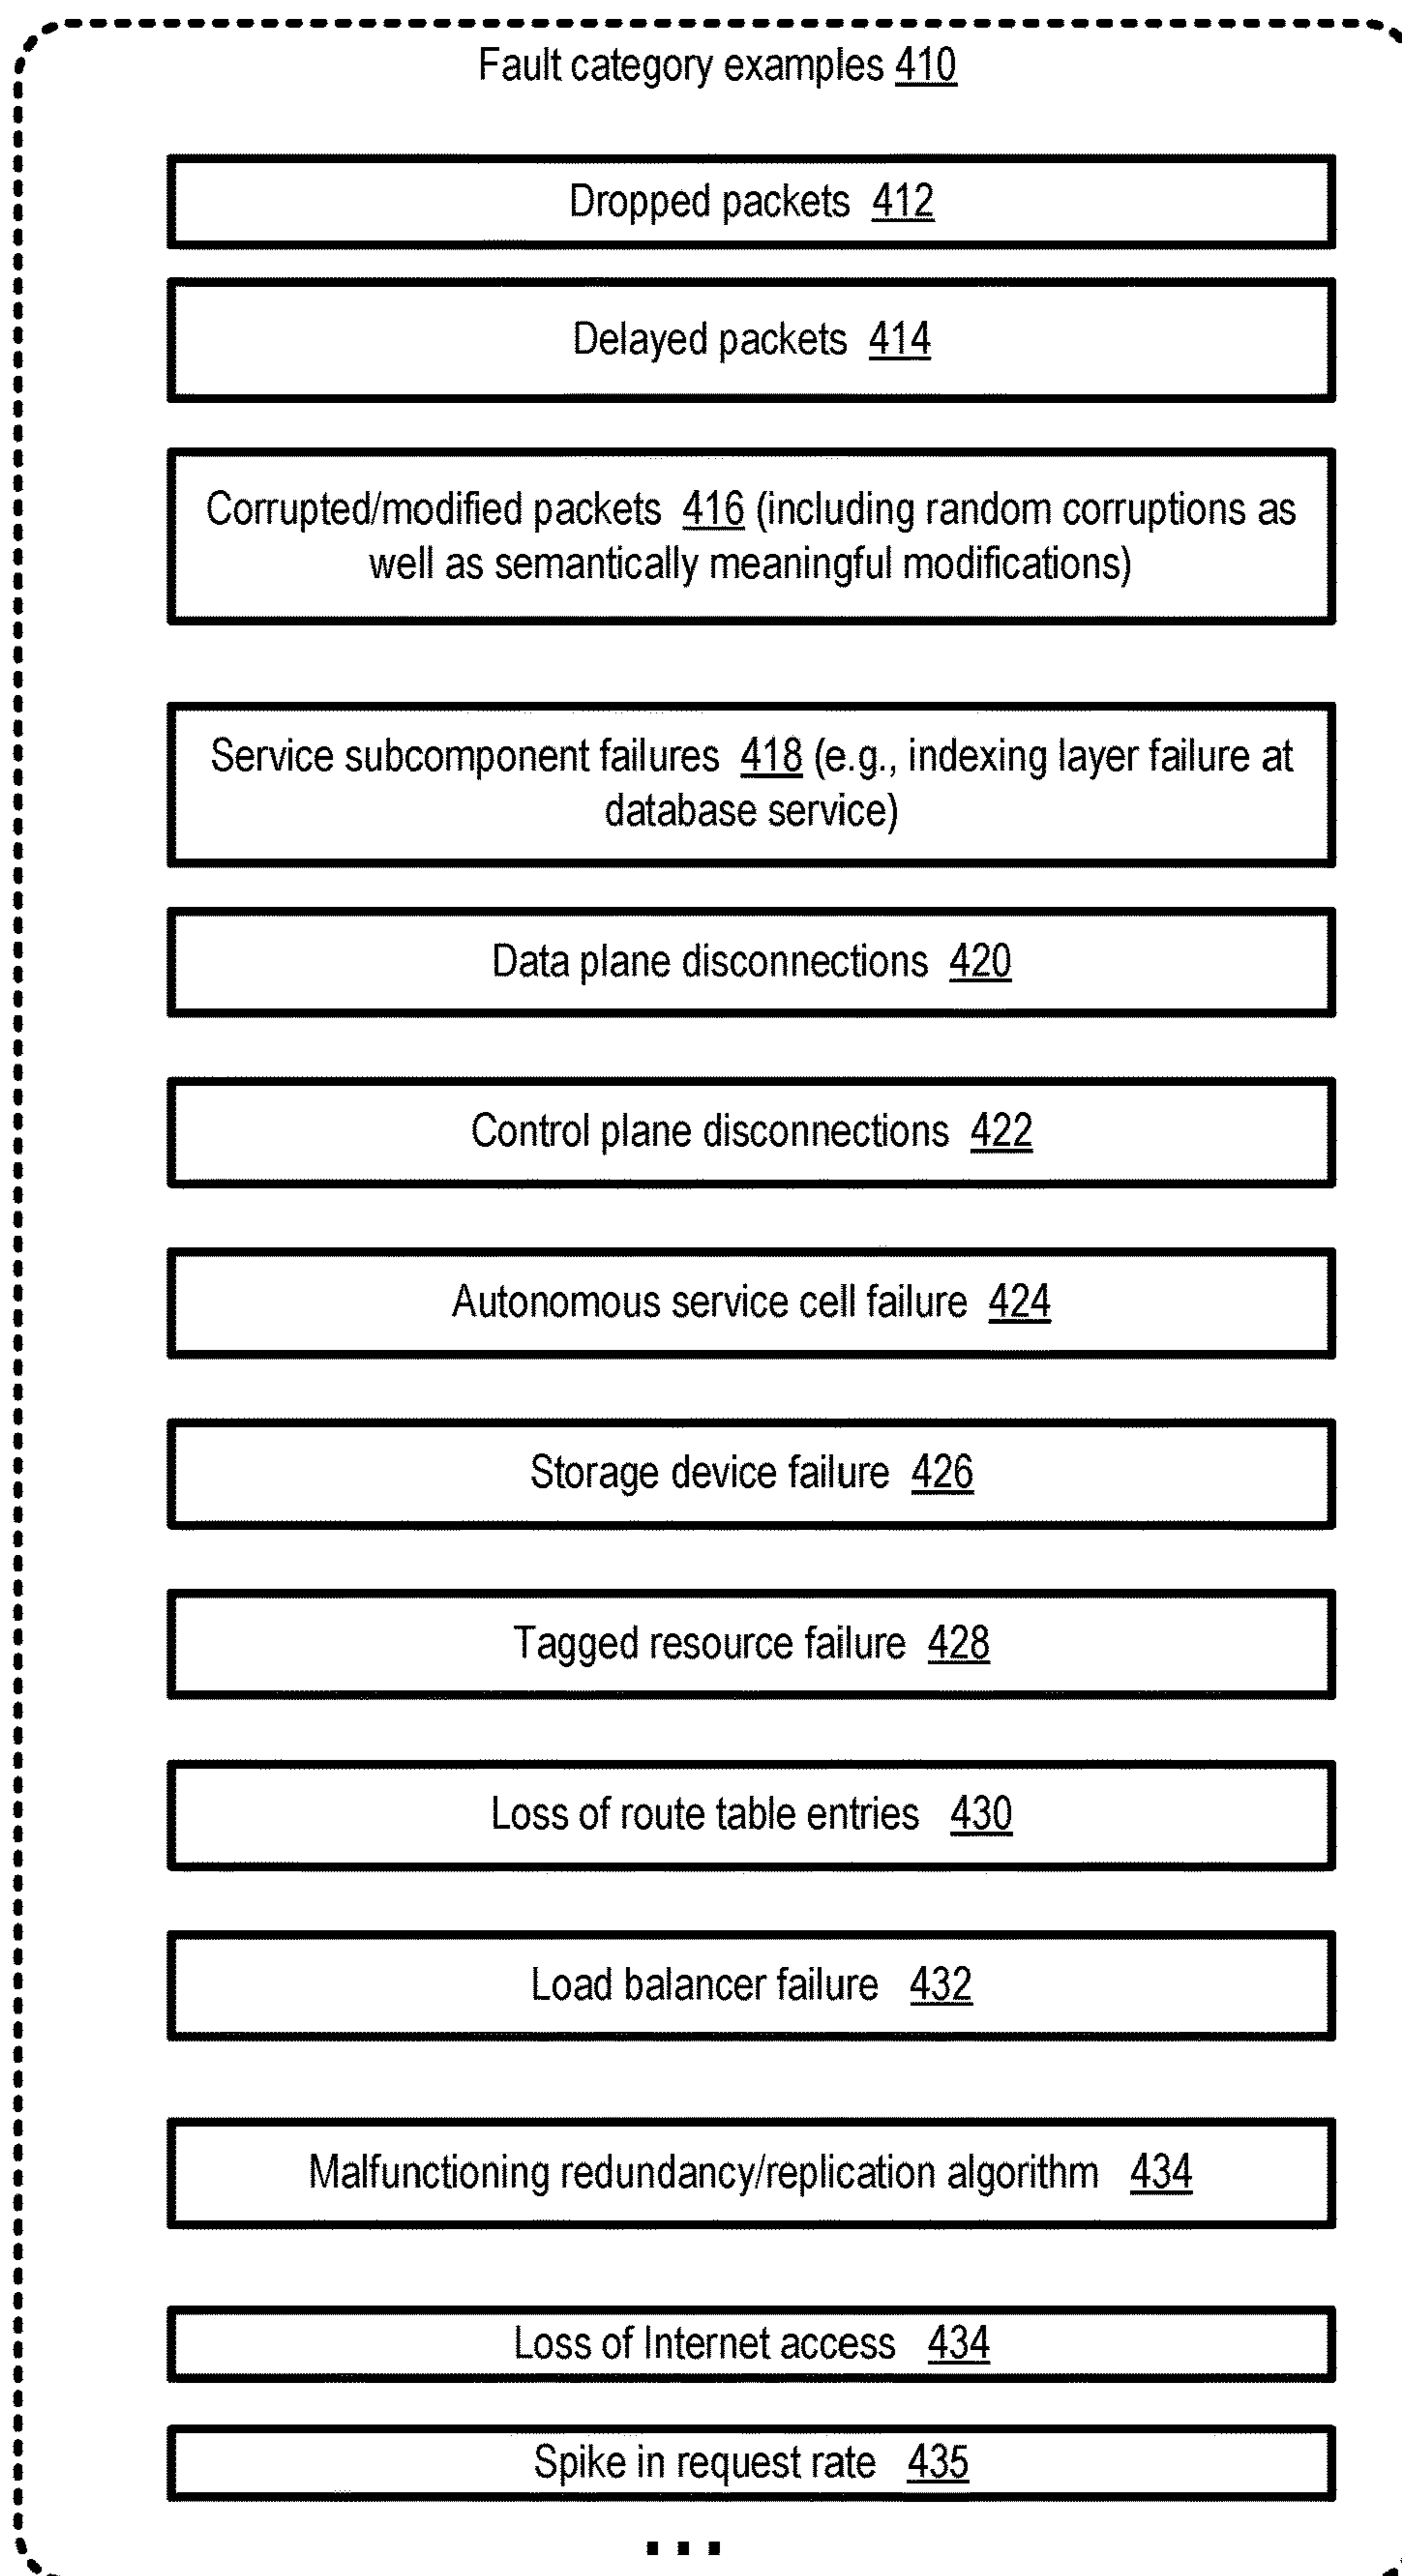 Fault category examples 410
Dropped packets 412
Delayed packets 414
Corrupted/modified packets 416 (including random corruptions as
well as semantically meaningful modifications)
Service subcomponent failures 418 (e.g., indexing layer failure at
database service)
Data plane disconnections 420
Control plane disconnections 422
Autonomous service cell failure 424
Storage device failure 426
Tagged resource failure 428
Loss of route table entries 430
Load balancer failure 432
Malfunctioning redundancy/replication algorithm 434
Loss of Internet access 434
Spike in request rate 435
...